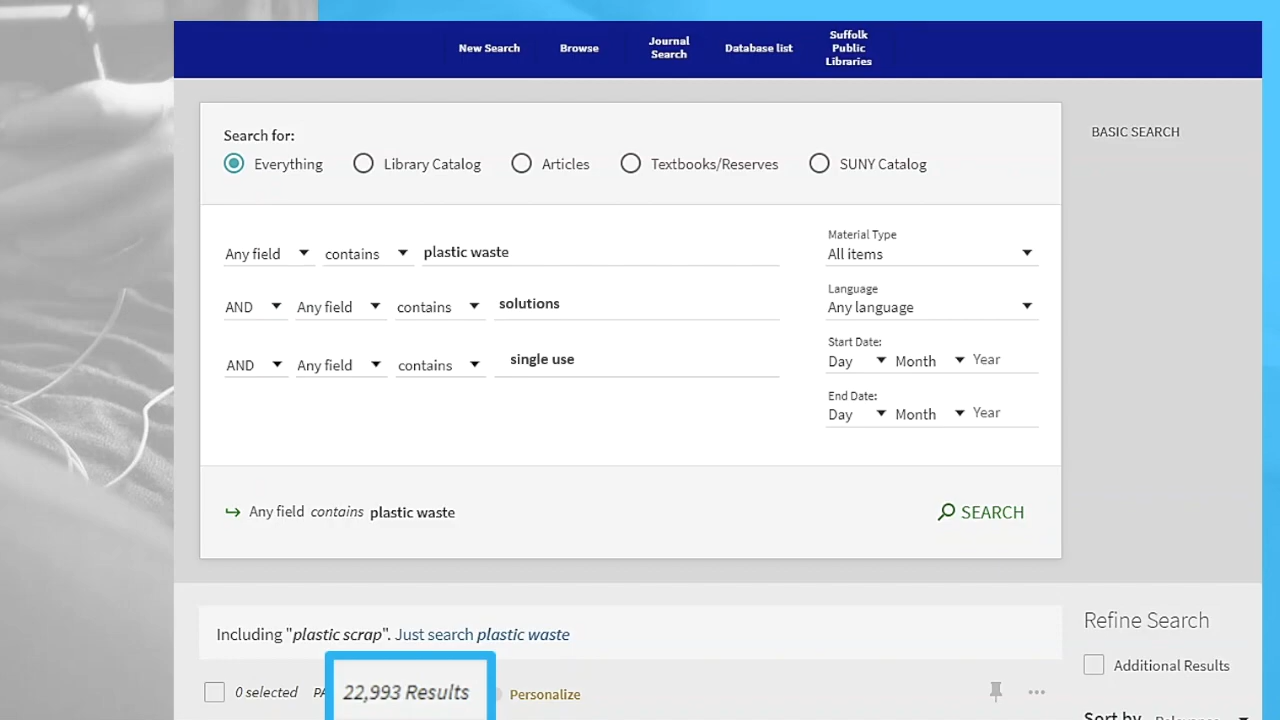 New Search Browse Journal Search Database list Suffolk Public Libraries
Search for:
BASIC SEARCH
Everything Library Catalog Articles Textbooks/Reserves SUNY Catalog
Any field contains plastic waste
Material Type
All items
AND Any field contains solutions
Language
Any language
AND Any field contains single use
Start Date:
Day Month Year
End Date:
Day Month Year
Any field contains plastic waste
SEARCH
Including "plastic scrap". Just search plastic waste
Refine Search
Additional Results
0 selected PA 22,993 Results Personalize
Sort by Relevance